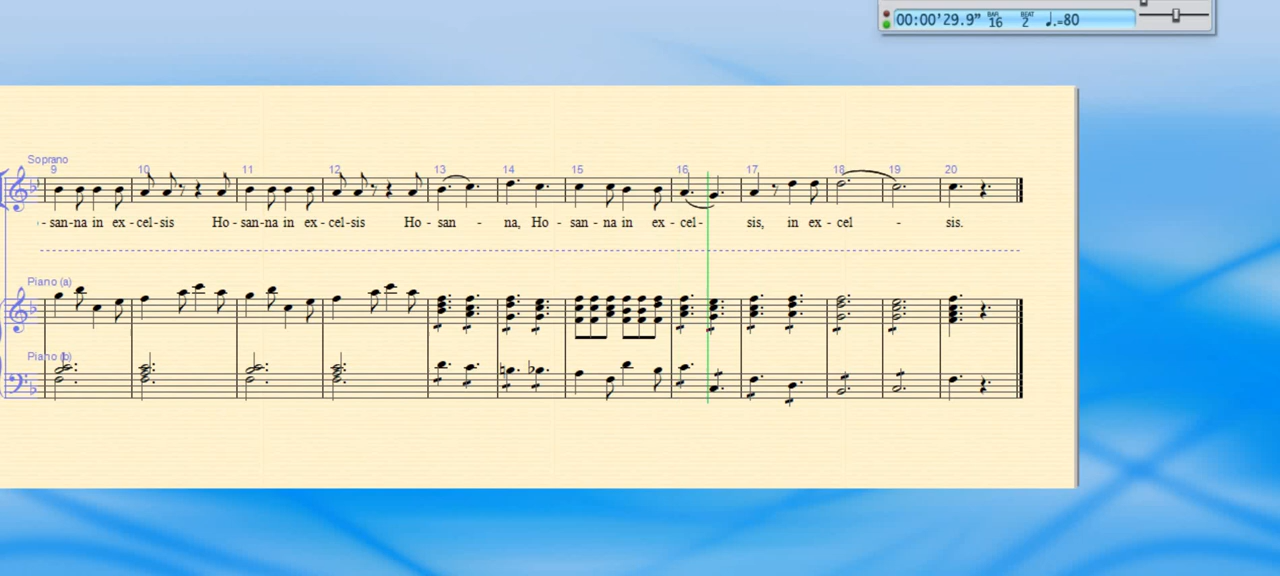 00:00'29.9" BAR 16 BEAT 2 ♩.=80
Soprano
9 10 11 12 13 14 15 16 17 18 19 20
- san-na in ex - cel-sis Ho - san-na in ex - cel-sis Ho - san - na, Ho - san - na in ex - cel - sis, in ex - cel - sis.
Piano (a)
Piano (b)